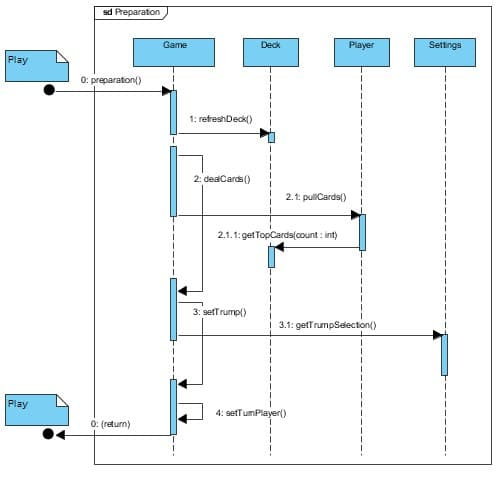 sd Preparation
Game
Deck
Player
Settings
Play
0: preparation()
1: refreshDeck()
2: dealCards()
2.1: pullCards()
2.1.1: getTopCards(count : int)
3: setTrump()
3.1: getTrumpSelection()
Play
4: setTurnPlayer()
0: (return)